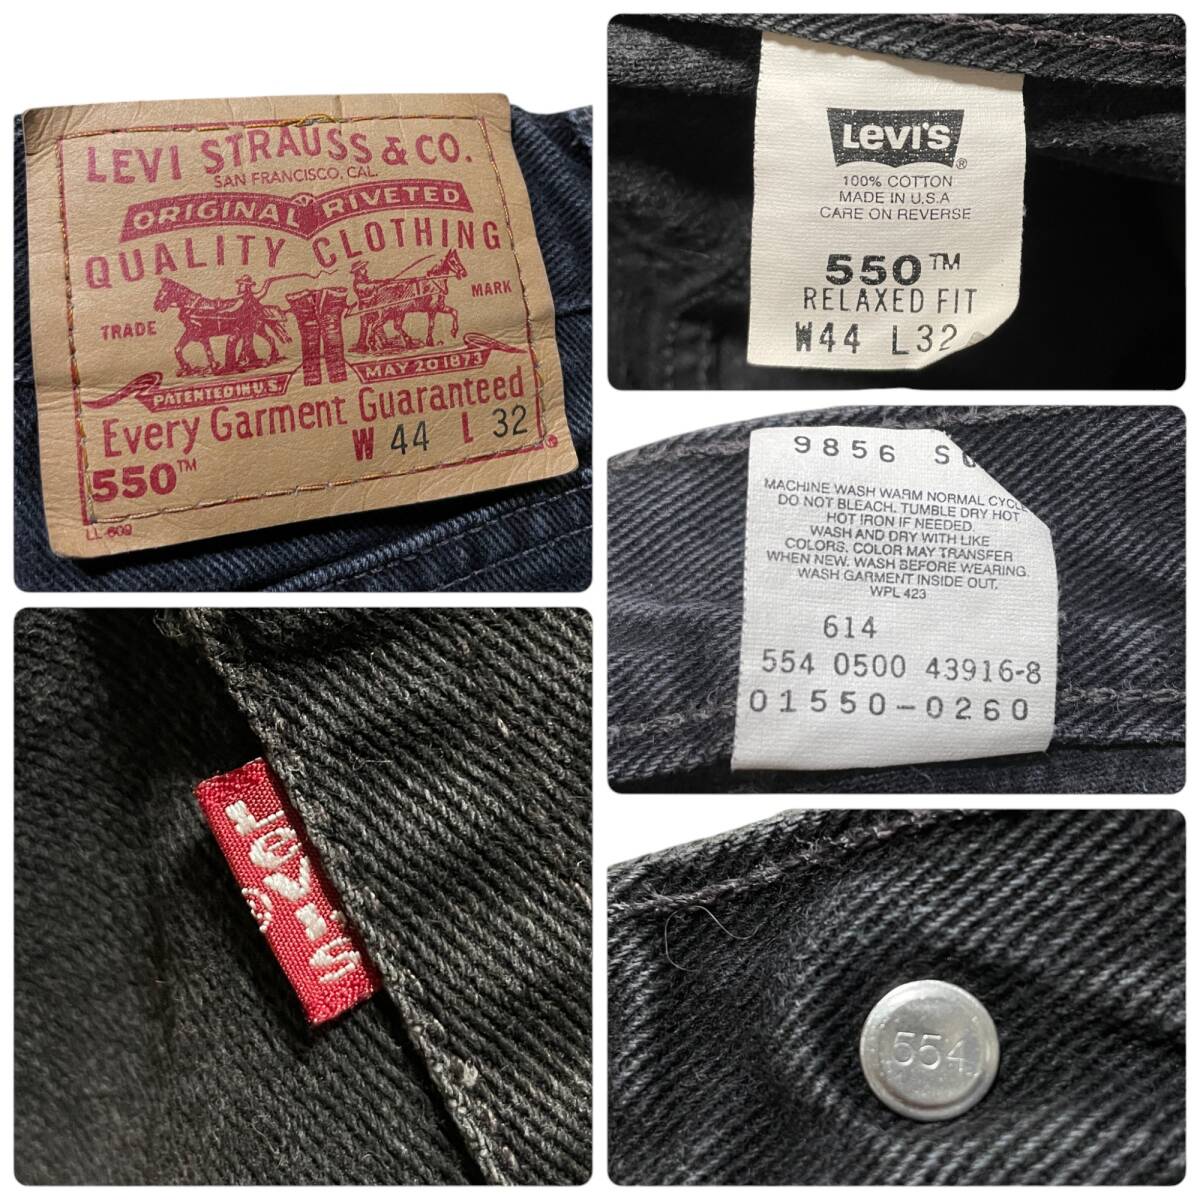 LEVI STRAUSS & CO.
SAN FRANCISCO, CAL.
ORIGINAL RIVETED
QUALITY CLOTHING
TRADE MARK
PATENTED IN U.S. MAY 20 1873
Every Garment Guaranteed
W 44 L 32
550™
LL-609
®
LEVI'S
®
100% COTTON
MADE IN U.S.A
CARE ON REVERSE
550™
RELAXED FIT
W44 L32
9856
MACHINE WASH WARM NORMAL CYCLE
DO NOT BLEACH. TUMBLE DRY HOT
HOT IRON IF NEEDED.
WASH AND DRY WITH LIKE
COLORS. COLOR MAY TRANSFER
WHEN NEW. WASH BEFORE WEARING.
WASH GARMENT INSIDE OUT.
WPL 423
614
554 0500 43916-8
01550-0260
LEVI'S
®
554